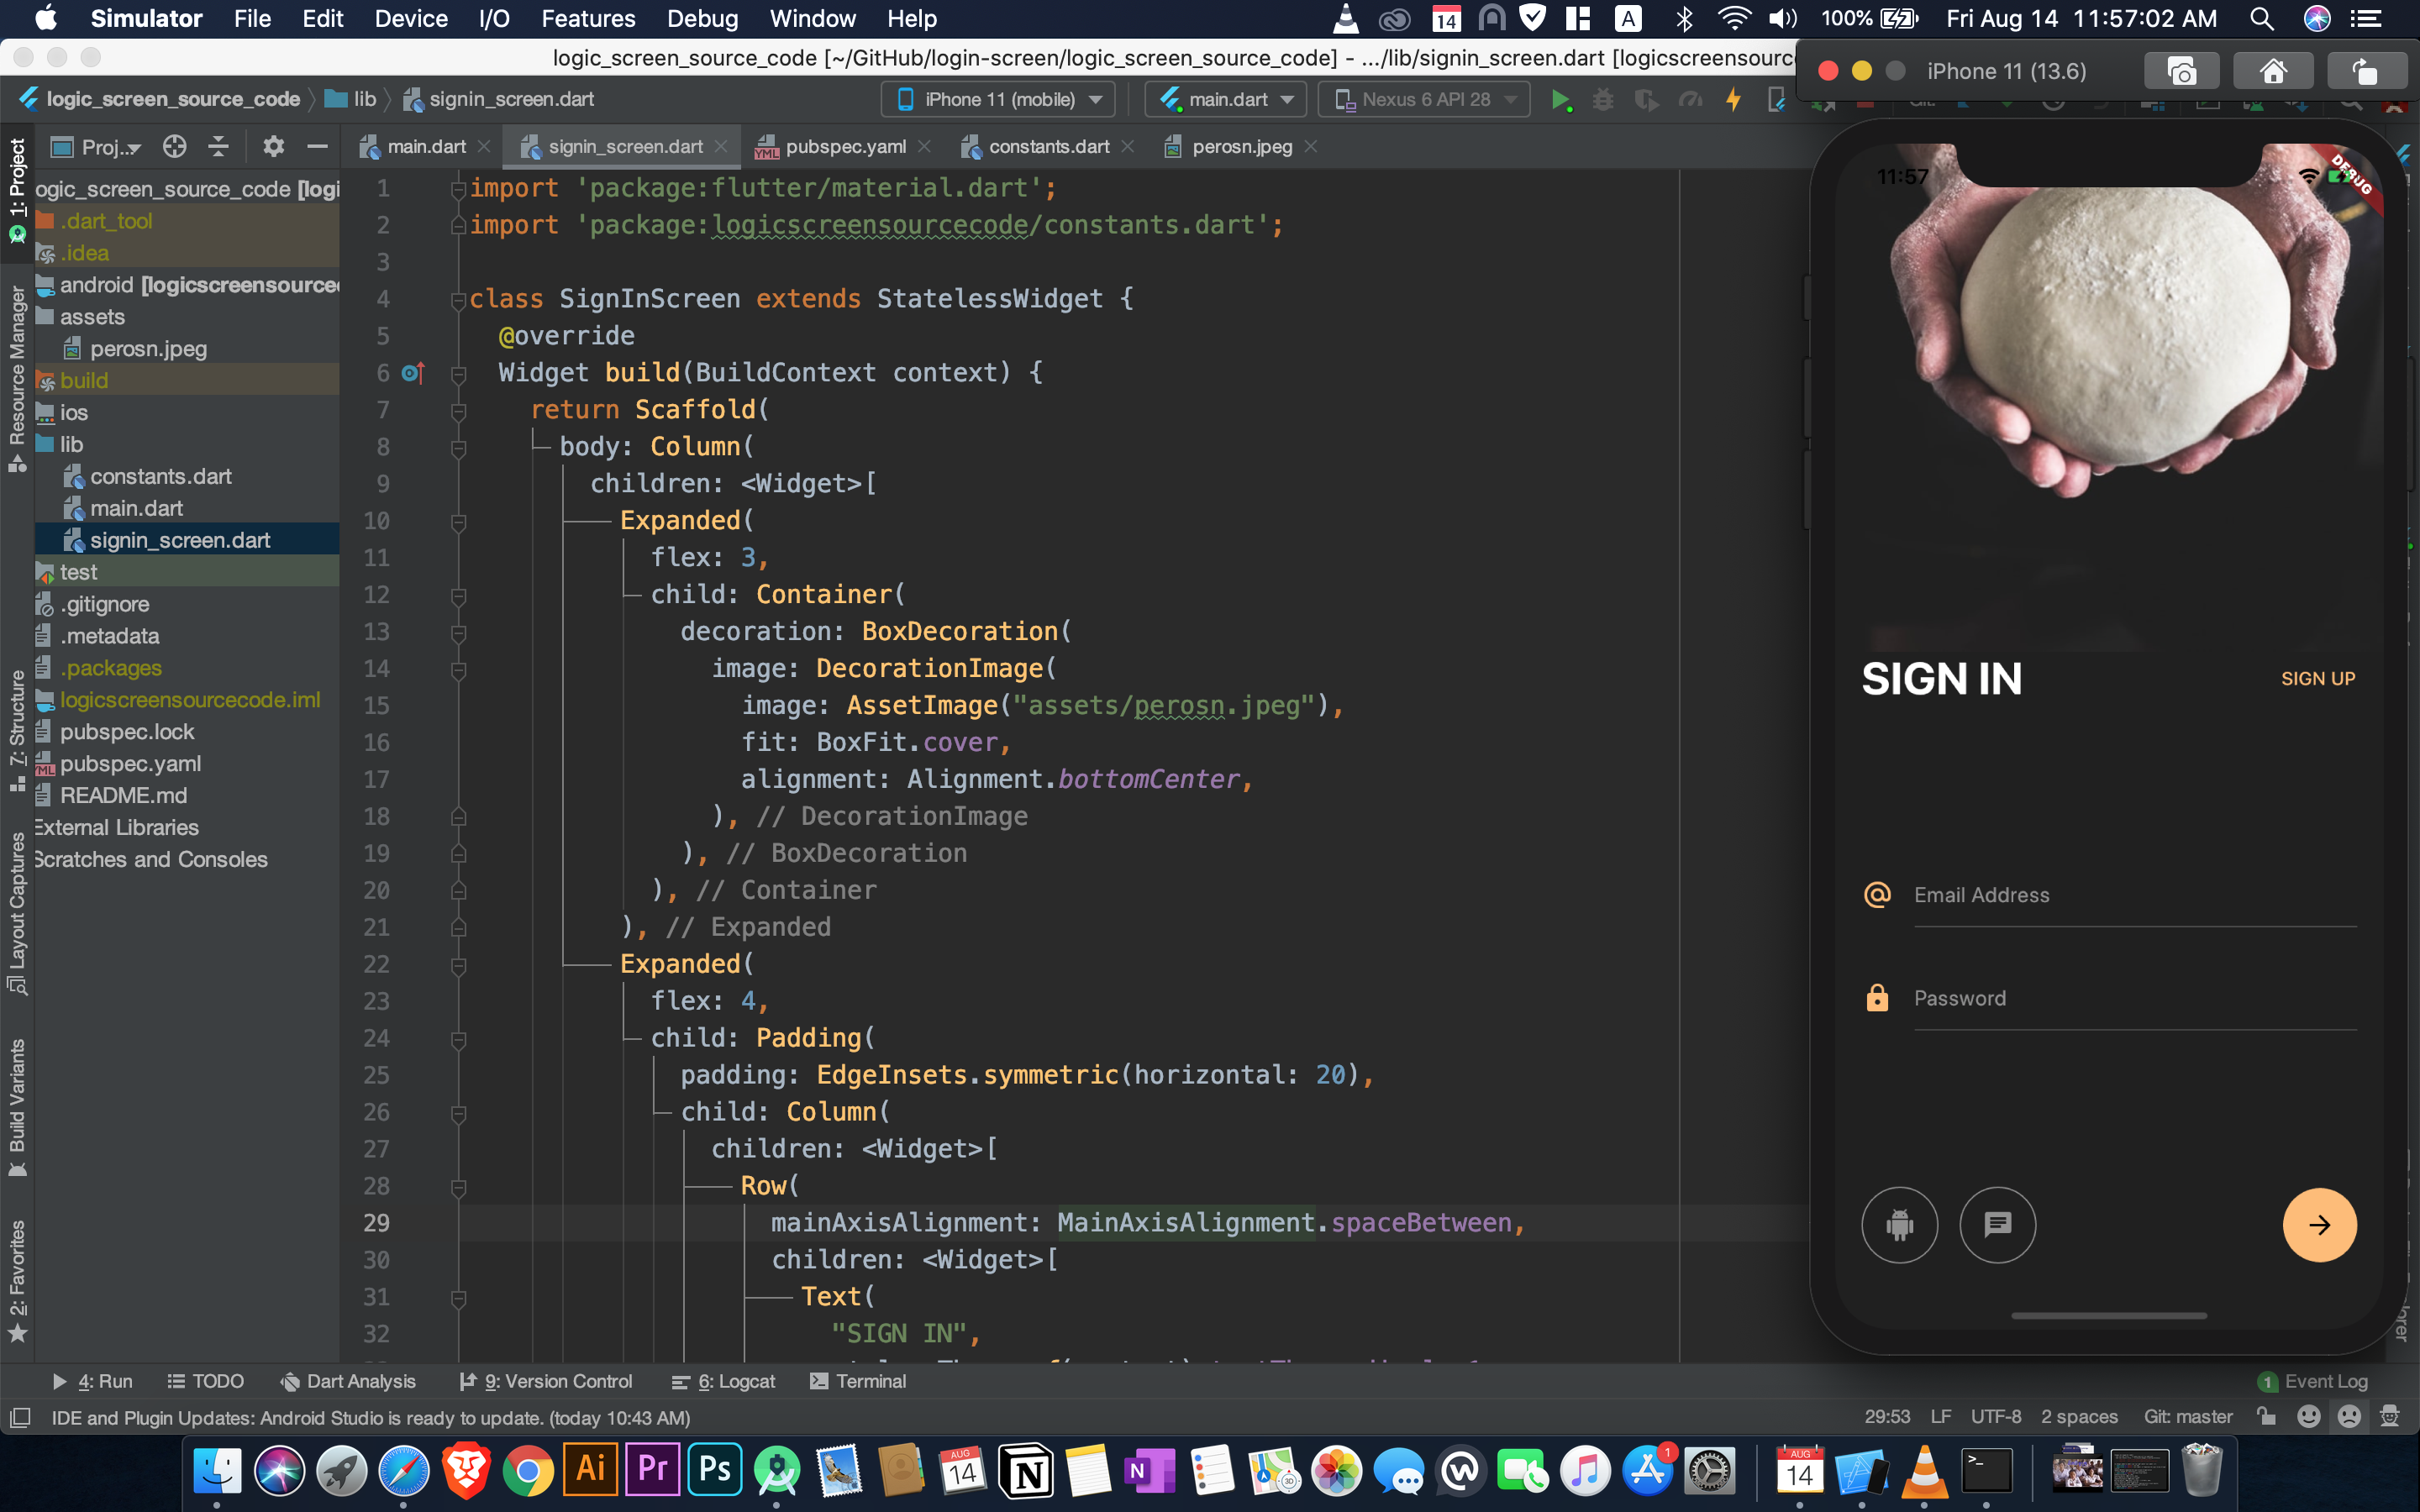 Simulator File Edit Device I/O Features Debug Window Help 14 A 100% Fri Aug 14 11:57:02 AM
logic_screen_source_code [~/GitHub/login-screen/logic_screen_source_code] - .../lib/signin_screen.dart [logicscreensourc
iPhone 11 (13.6)
logic_screen_source_code lib signin_screen.dart iPhone 11 (mobile) main.dart Nexus 6 API 28
Proj... main.dart signin_screen.dart pubspec.yaml constants.dart perosn.jpeg
1: Project
Resource Manager
7: Structure
Layout Captures
Build Variants
2: Favorites
ogic_screen_source_code [logi
.dart_tool
.idea
android [logicscreensource
assets
perosn.jpeg
build
ios
lib
constants.dart
main.dart
signin_screen.dart
test
.gitignore
.metadata
.packages
logicscreensourcecode.iml
pubspec.lock
pubspec.yaml
README.md
External Libraries
Scratches and Consoles
1 import 'package:flutter/material.dart';
2 import 'package:logicscreensourcecode/constants.dart';
3
4 class SignInScreen extends StatelessWidget {
5 @override
6 Widget build(BuildContext context) {
7 return Scaffold(
8 body: Column(
9 children: <Widget>[
10 Expanded(
11 flex: 3,
12 child: Container(
13 decoration: BoxDecoration(
14 image: DecorationImage(
15 image: AssetImage("assets/perosn.jpeg"),
16 fit: BoxFit.cover,
17 alignment: Alignment.bottomCenter,
18 ), // DecorationImage
19 ), // BoxDecoration
20 ), // Container
21 ), // Expanded
22 Expanded(
23 flex: 4,
24 child: Padding(
25 padding: EdgeInsets.symmetric(horizontal: 20),
26 child: Column(
27 children: <Widget>[
28 Row(
29 mainAxisAlignment: MainAxisAlignment.spaceBetween,
30 children: <Widget>[
31 Text(
32 "SIGN IN",
11:57
DEBUG
SIGN IN SIGN UP
Email Address
Password
4: Run TODO Dart Analysis 9: Version Control 6: Logcat Terminal 1 Event Log
IDE and Plugin Updates: Android Studio is ready to update. (today 10:43 AM) 29:53 LF UTF-8 2 spaces Git: master
Ai Pr Ps AUG 14 N N 1 AUG 14